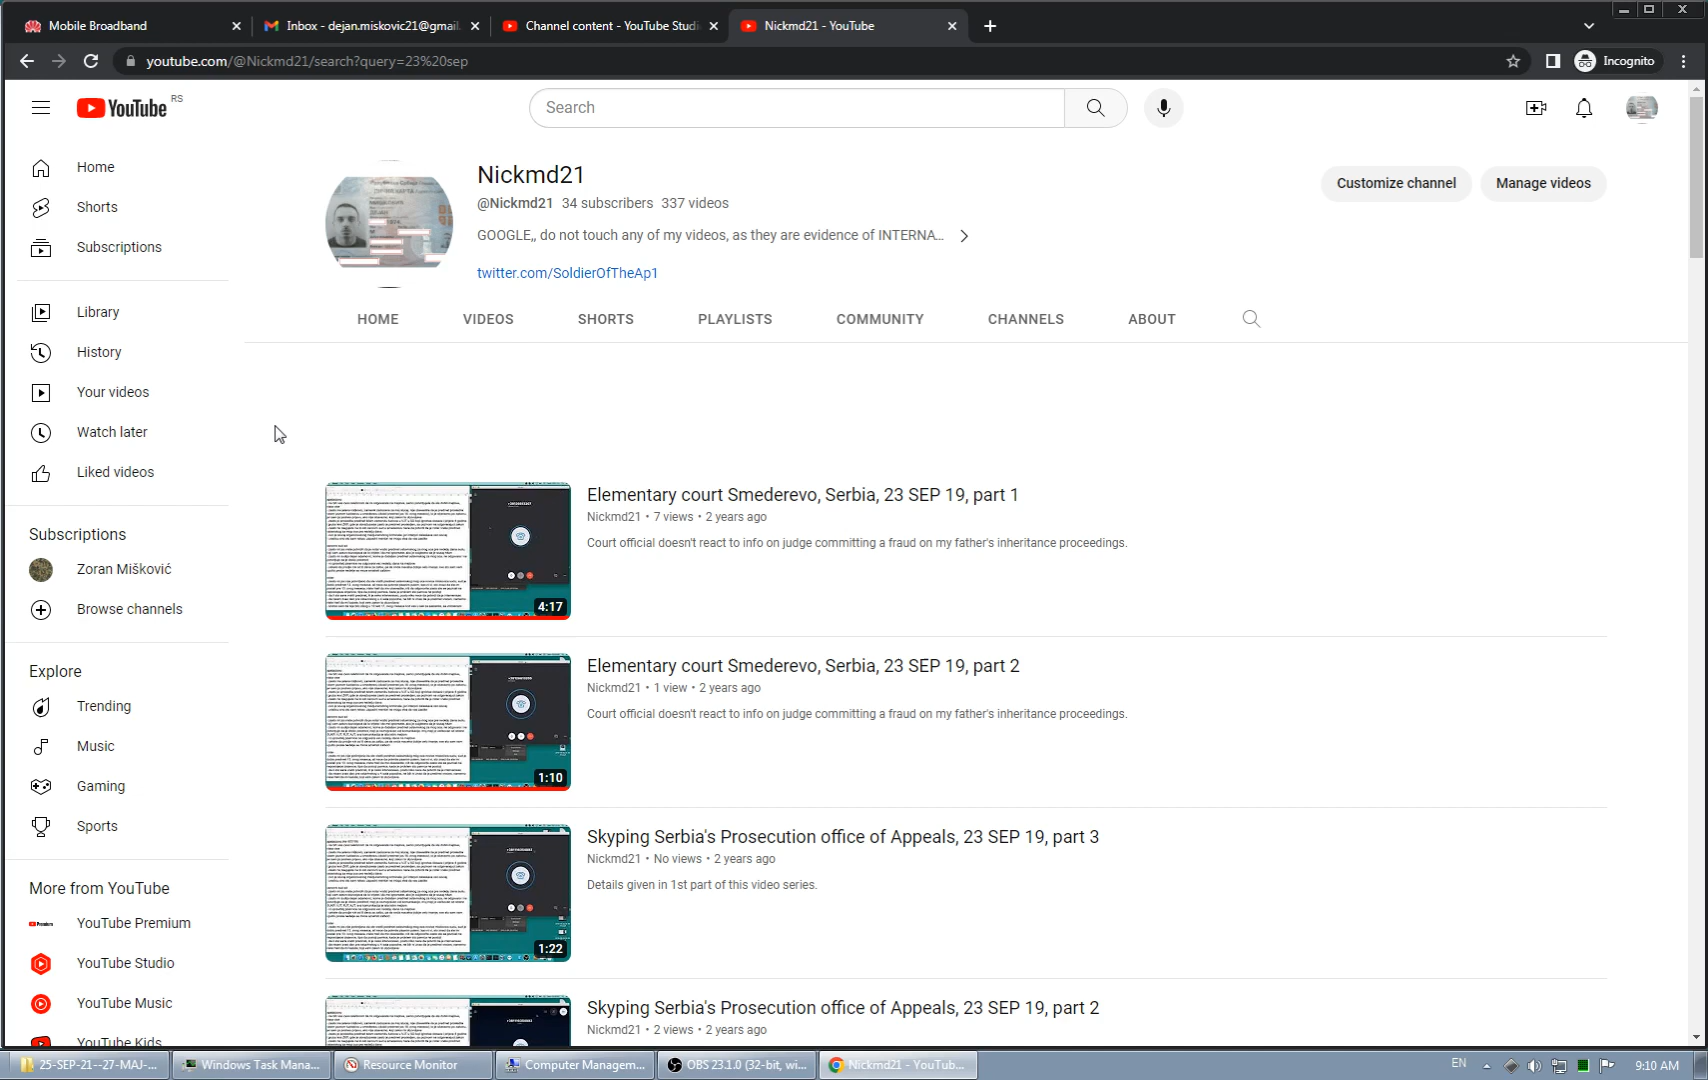 Mobile Broadband
Inbox - dejan.miskovic21@gmail.
Channel content - YouTube Studi
Nickmd21 - YouTube
youtube.com/@Nickmd21/search?query=23%20sep
Incognito
YouTube RS
Search
Home
Shorts
Subscriptions
Library
History
Your videos
Watch later
Liked videos
Subscriptions
Zoran Mišković
Browse channels
Explore
Trending
Music
Gaming
Sports
More from YouTube
YouTube Premium
YouTube Studio
YouTube Music
YouTube Kids
Nickmd21
@Nickmd21 34 subscribers 337 videos
GOOGLE,, do not touch any of my videos, as they are evidence of INTERNA...
twitter.com/SoldierOfTheAp1
Customize channel
Manage videos
HOME VIDEOS SHORTS PLAYLISTS COMMUNITY CHANNELS ABOUT
4:17
Elementary court Smederevo, Serbia, 23 SEP 19, part 1
Nickmd21 • 7 views • 2 years ago
Court official doesn't react to info on judge committing a fraud on my father's inheritance proceedings.
1:10
Elementary court Smederevo, Serbia, 23 SEP 19, part 2
Nickmd21 • 1 view • 2 years ago
Court official doesn't react to info on judge committing a fraud on my father's inheritance proceedings.
1:22
Skyping Serbia's Prosecution office of Appeals, 23 SEP 19, part 3
Nickmd21 • No views • 2 years ago
Details given in 1st part of this video series.
Skyping Serbia's Prosecution office of Appeals, 23 SEP 19, part 2
Nickmd21 • 2 views • 2 years ago
25-SEP-21--27-MAJ-...
Windows Task Mana...
Resource Monitor
Computer Managem...
OBS 23.1.0 (32-bit, wi...
Nickmd21 - YouTub...
EN
9:10 AM